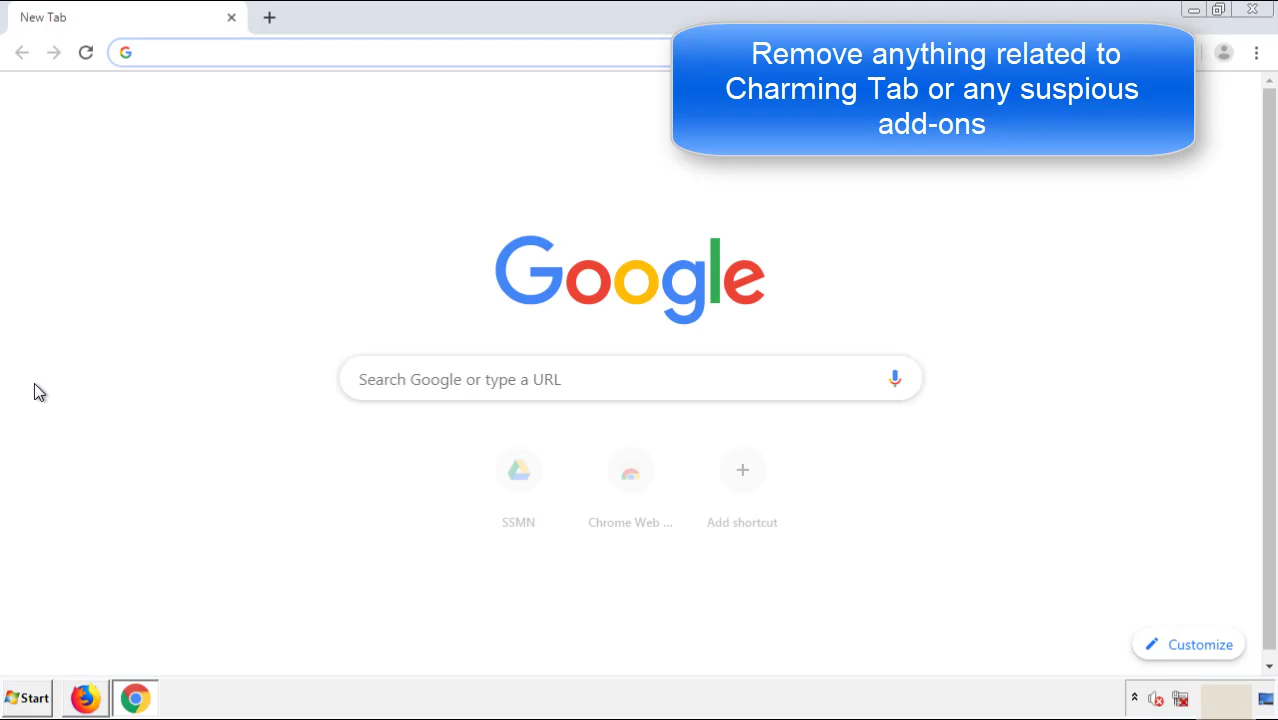 New Tab
Remove anything related to
Charming Tab or any suspious
add-ons
Google
Search Google or type a URL
SSMN
Chrome Web ...
Add shortcut
Customize
Start